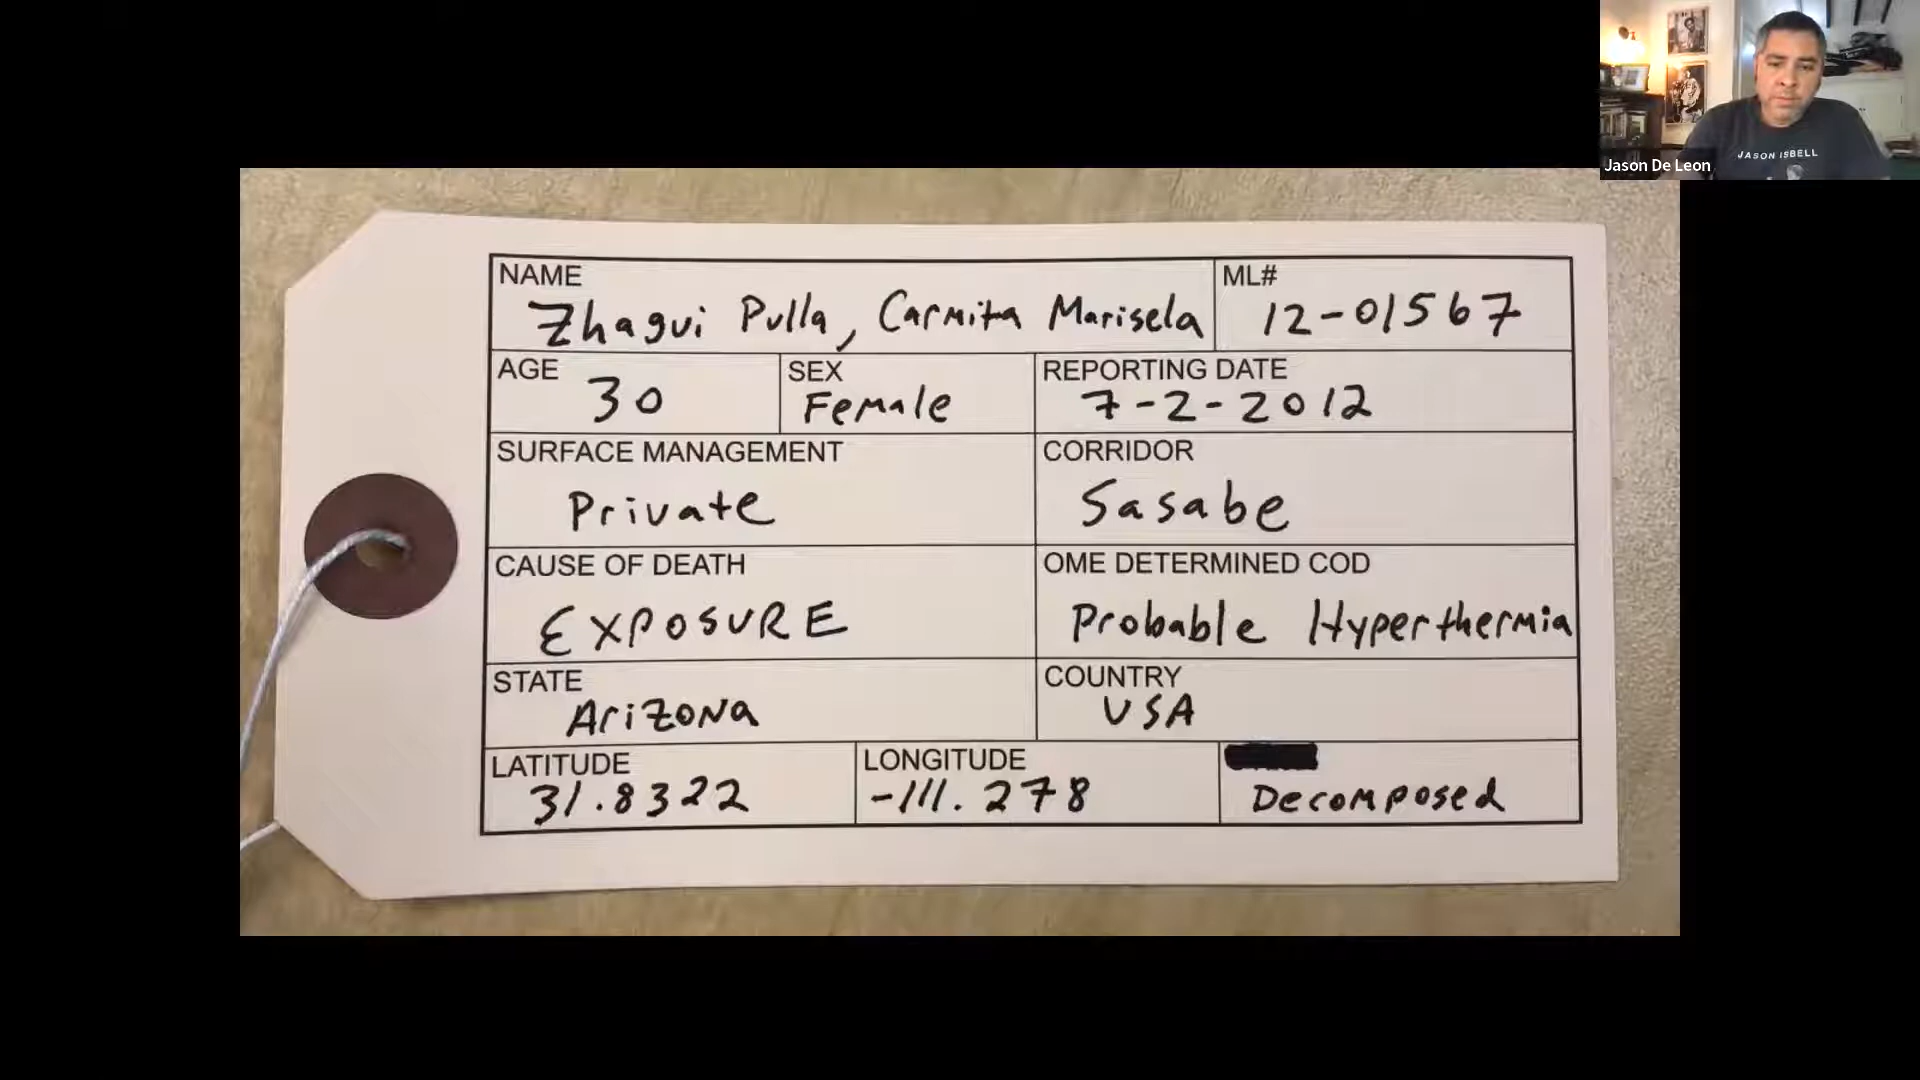 Jason De Leon
JASON ISBELL
NAME
Zhagui Pulla, Carmita Marisela
ML#
12-01567
AGE
30
SEX
Female
REPORTING DATE
7-2-2012
SURFACE MANAGEMENT
Private
CORRIDOR
Sasabe
CAUSE OF DEATH
EXPOSURE
OME DETERMINED COD
Probable Hyperthermia
STATE
Arizona
COUNTRY
USA
LATITUDE
31.8322
LONGITUDE
-111.278
Decomposed